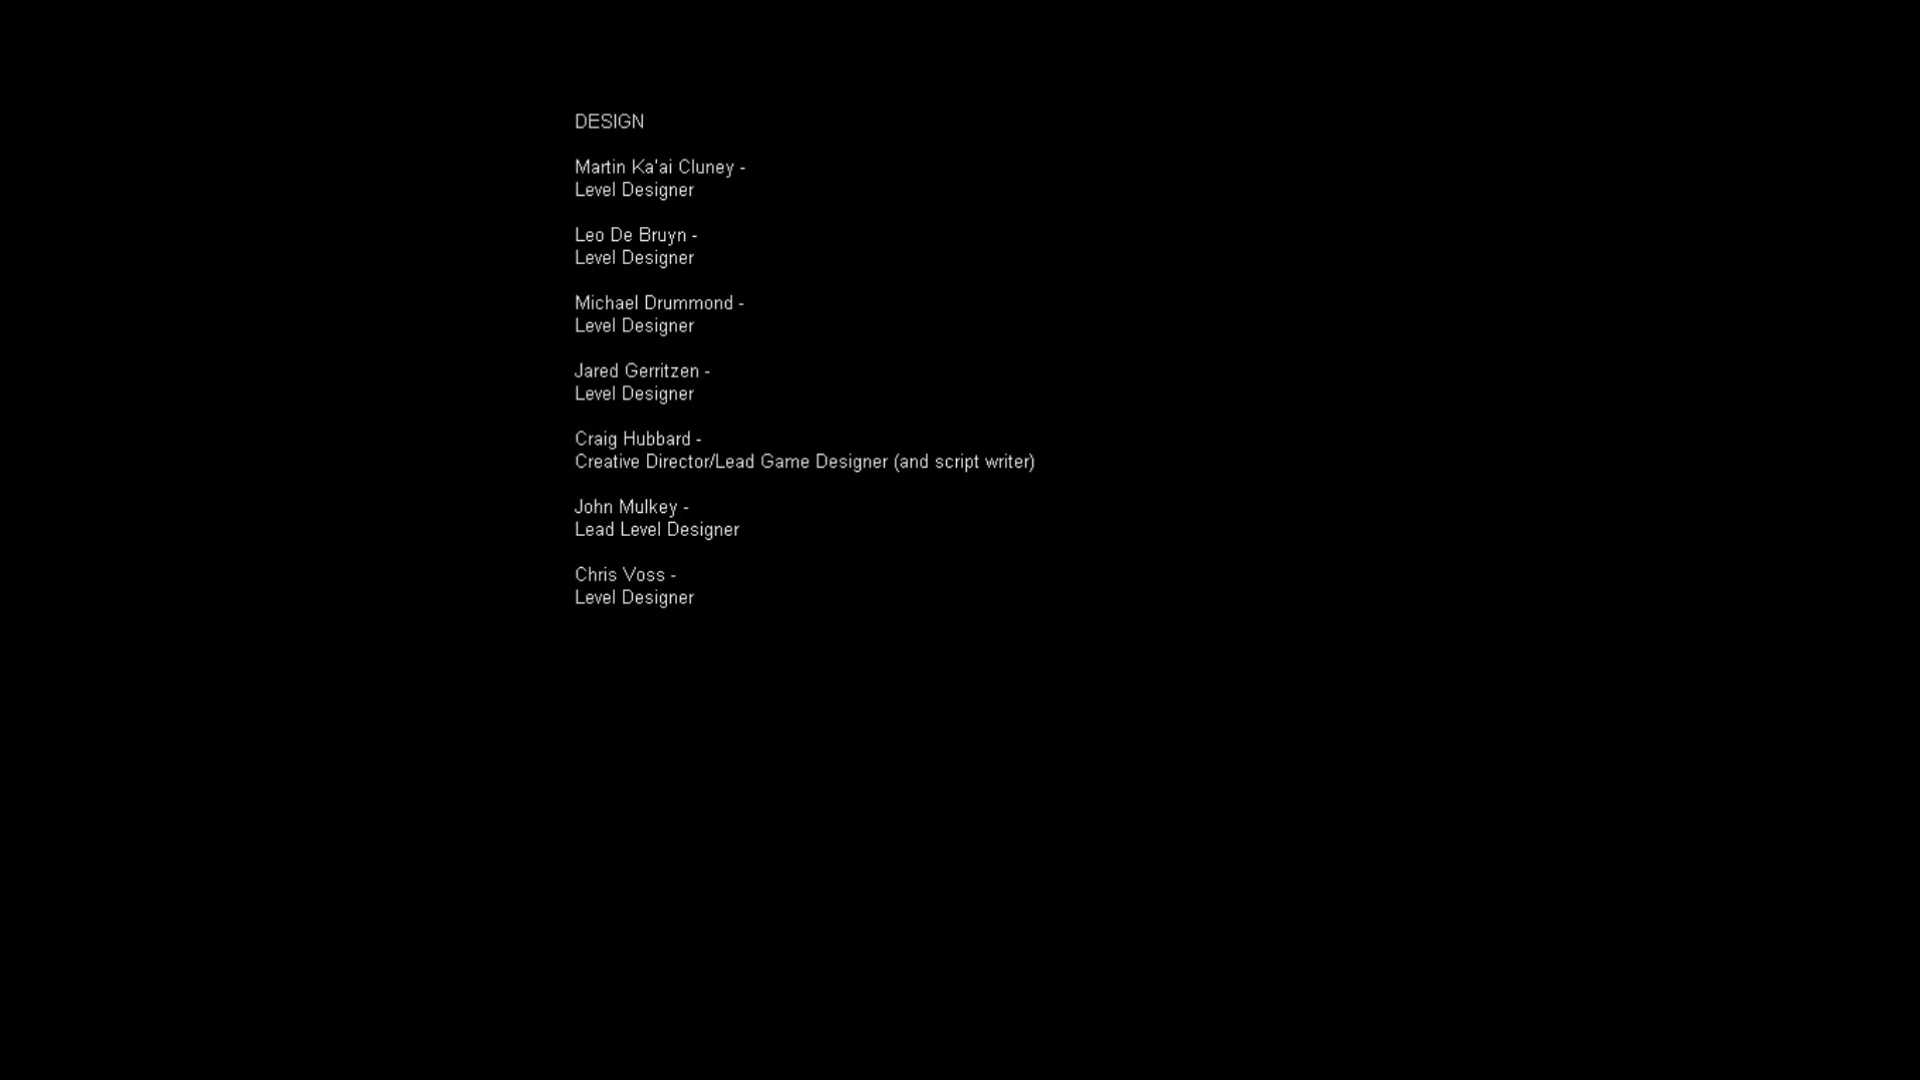 DESIGN
Martin Ka'ai Cluney -
Level Designer
Leo De Bruyn -
Level Designer
Michael Drummond -
Level Designer
Jared Gerritzen -
Level Designer
Craig Hubbard -
Creative Director/Lead Game Designer (and script writer)
John Mulkey -
Lead Level Designer
Chris Voss -
Level Designer